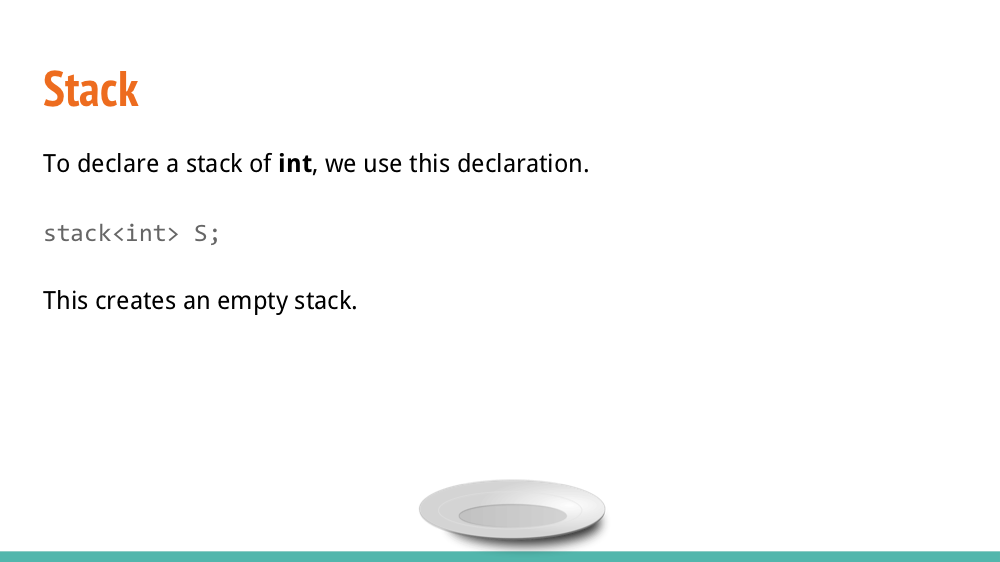 Stack
To declare a stack of int, we use this declaration.
stack<int> S;
This creates an empty stack.